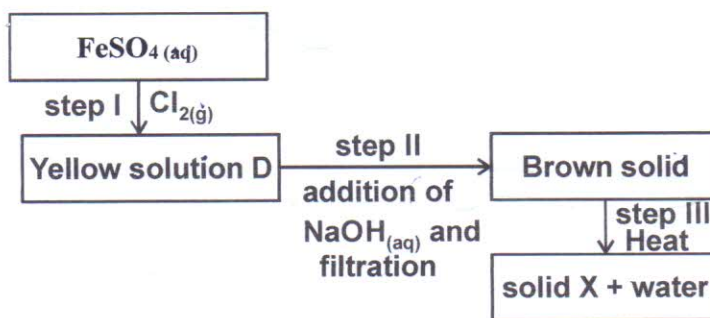 FeSO4 (aq)
step I Cl2(g)
Yellow solution D
step II
addition of
NaOH(aq) and
filtration
Brown solid
step III
Heat
solid X + water